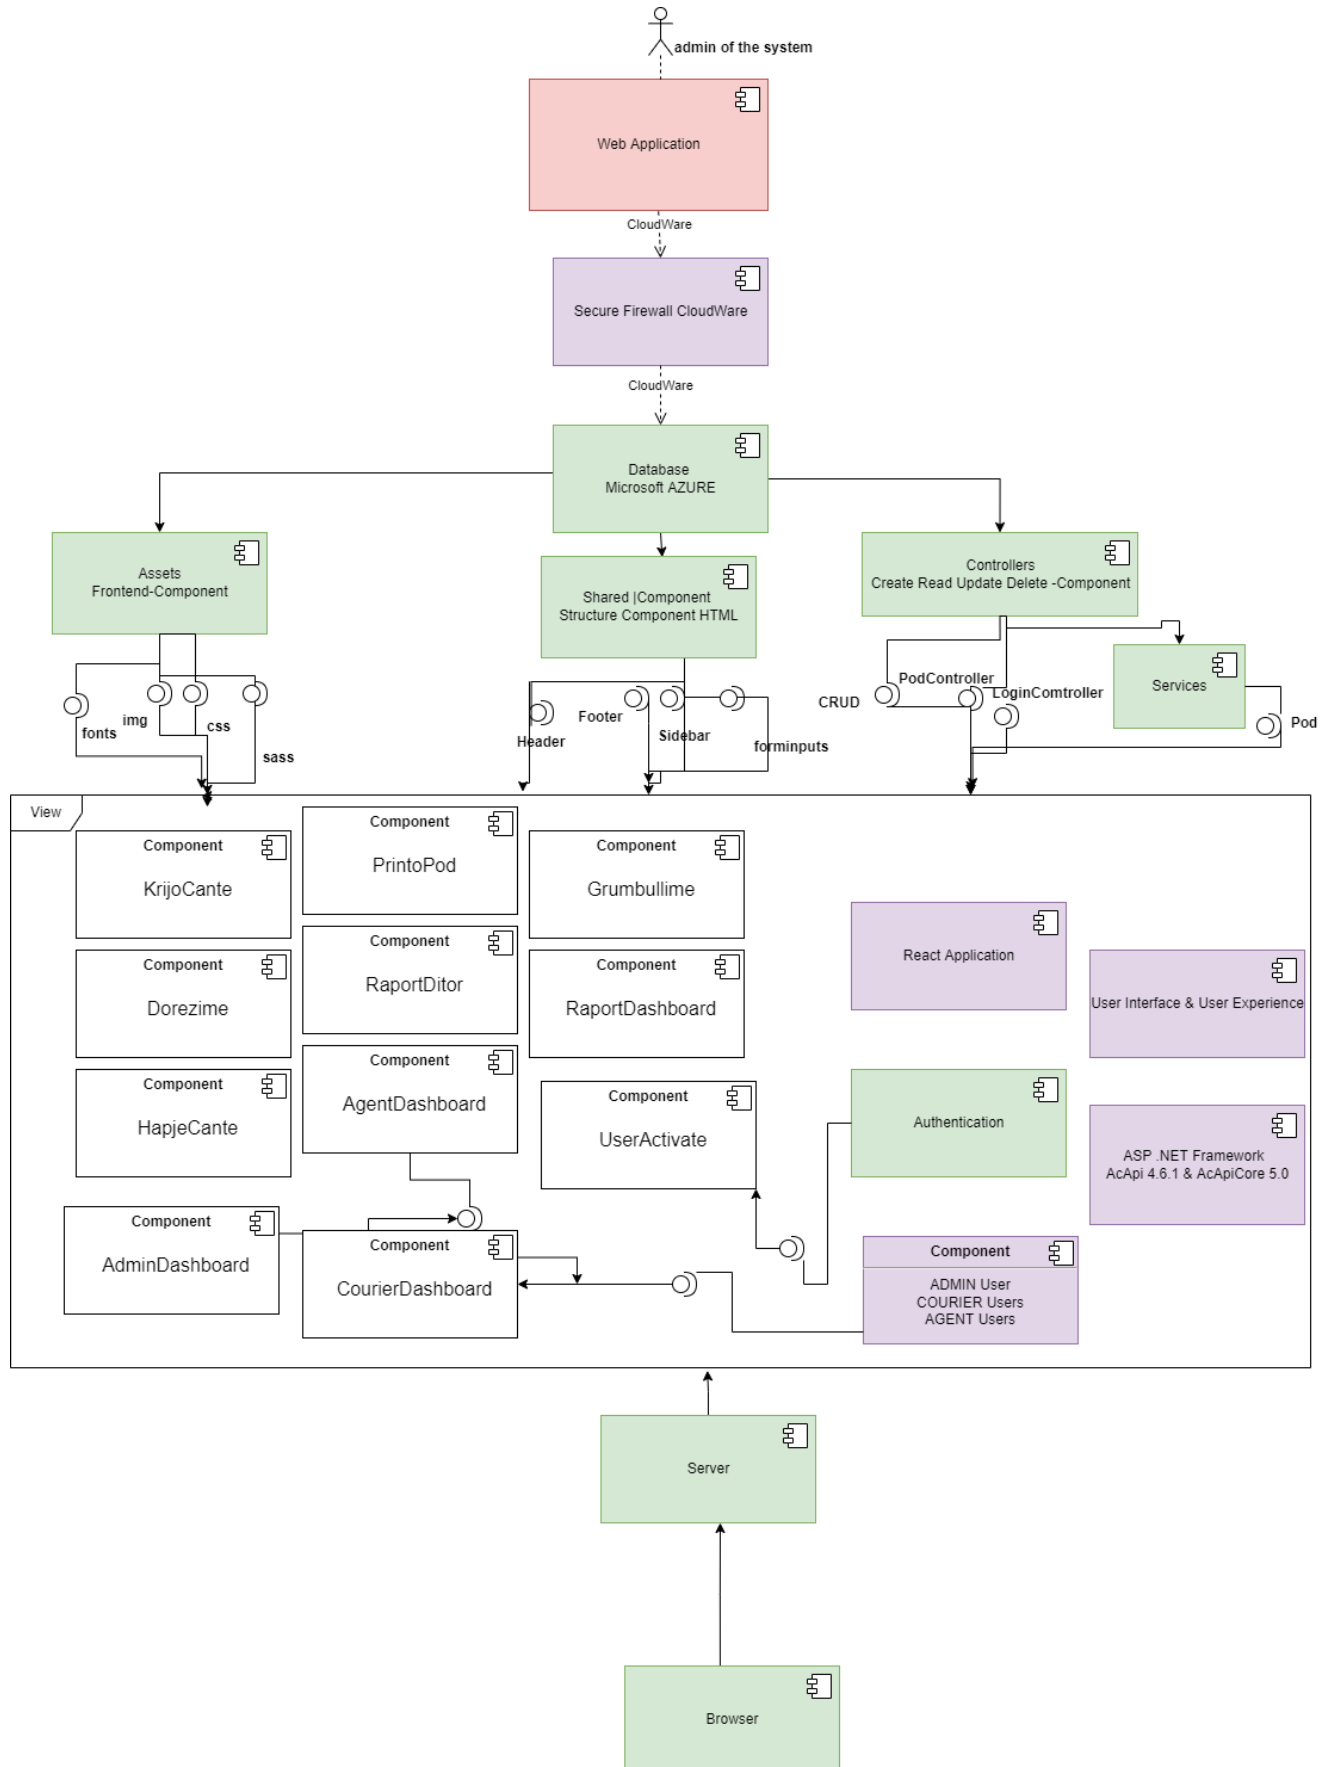 admin of the system
Web Application
CloudWare
Secure Firewall CloudWare
CloudWare
Database
Microsoft AZURE
Assets
Frontend-Component
Shared |Component
Structure Component HTML
Controllers
Create Read Update Delete -Component
Services
fonts
img
css
sass
Header
Footer
Sidebar
forminputs
CRUD
PodController
LoginComtroller
Pod
View
Component
KrijoCante
Component
PrintoPod
Component
Grumbullime
Component
Dorezime
Component
RaportDitor
Component
RaportDashboard
Component
HapjeCante
Component
AgentDashboard
Component
UserActivate
Component
AdminDashboard
Component
CourierDashboard
React Application
User Interface & User Experience
Authentication
ASP .NET Framework
AcApi 4.6.1 & AcApiCore 5.0
Component
ADMIN User
COURIER Users
AGENT Users
Server
Browser